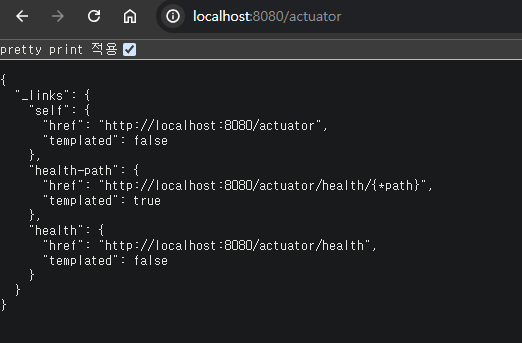 localhost:8080/actuator
pretty print 적용
{
  "_links": {
    "self": {
      "href": "http://localhost:8080/actuator",
      "templated": false
    },
    "health-path": {
      "href": "http://localhost:8080/actuator/health/{*path}",
      "templated": true
    },
    "health": {
      "href": "http://localhost:8080/actuator/health",
      "templated": false
    }
  }
}